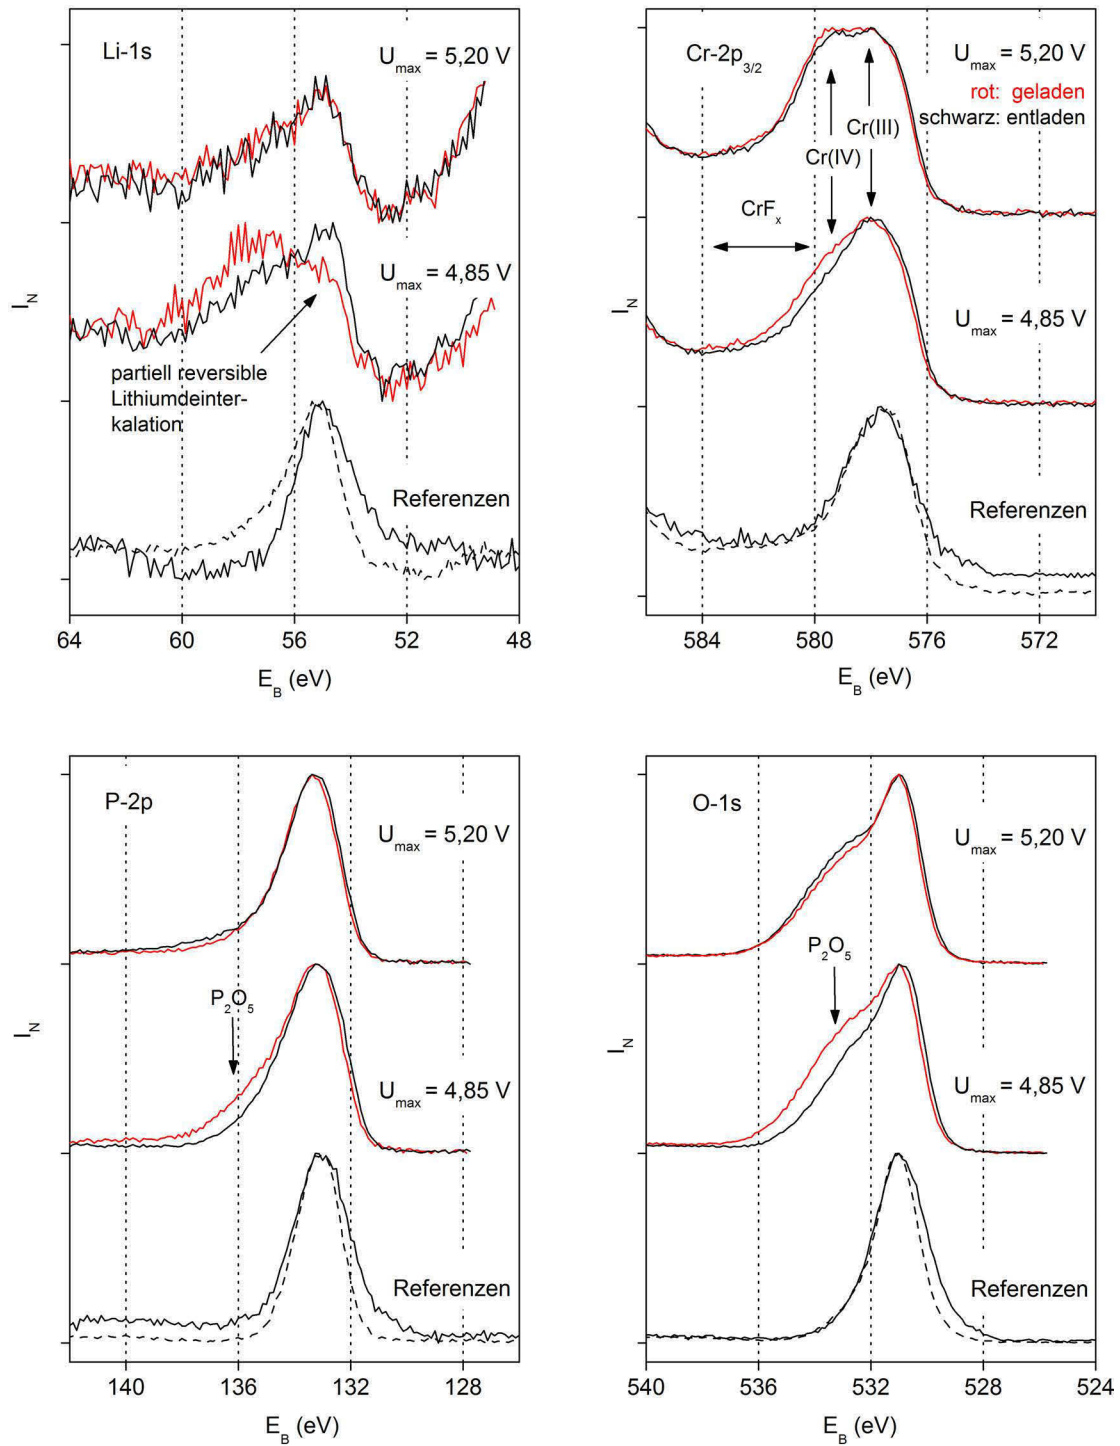 Li-1s
U_max = 5,20 V
U_max = 4,85 V
partiell reversible
Lithiumdeinter-
kalation
Referenzen
I_N
64 60 56 52 48
E_B (eV)
Cr-2p_3/2
U_max = 5,20 V
rot: geladen
schwarz: entladen
Cr(III)
Cr(IV)
CrF_x
U_max = 4,85 V
Referenzen
I_N
584 580 576 572
E_B (eV)
P-2p
U_max = 5,20 V
P₂O₅
U_max = 4,85 V
Referenzen
I_N
140 136 132 128
E_B (eV)
O-1s
U_max = 5,20 V
P₂O₅
U_max = 4,85 V
Referenzen
I_N
540 536 532 528 524
E_B (eV)